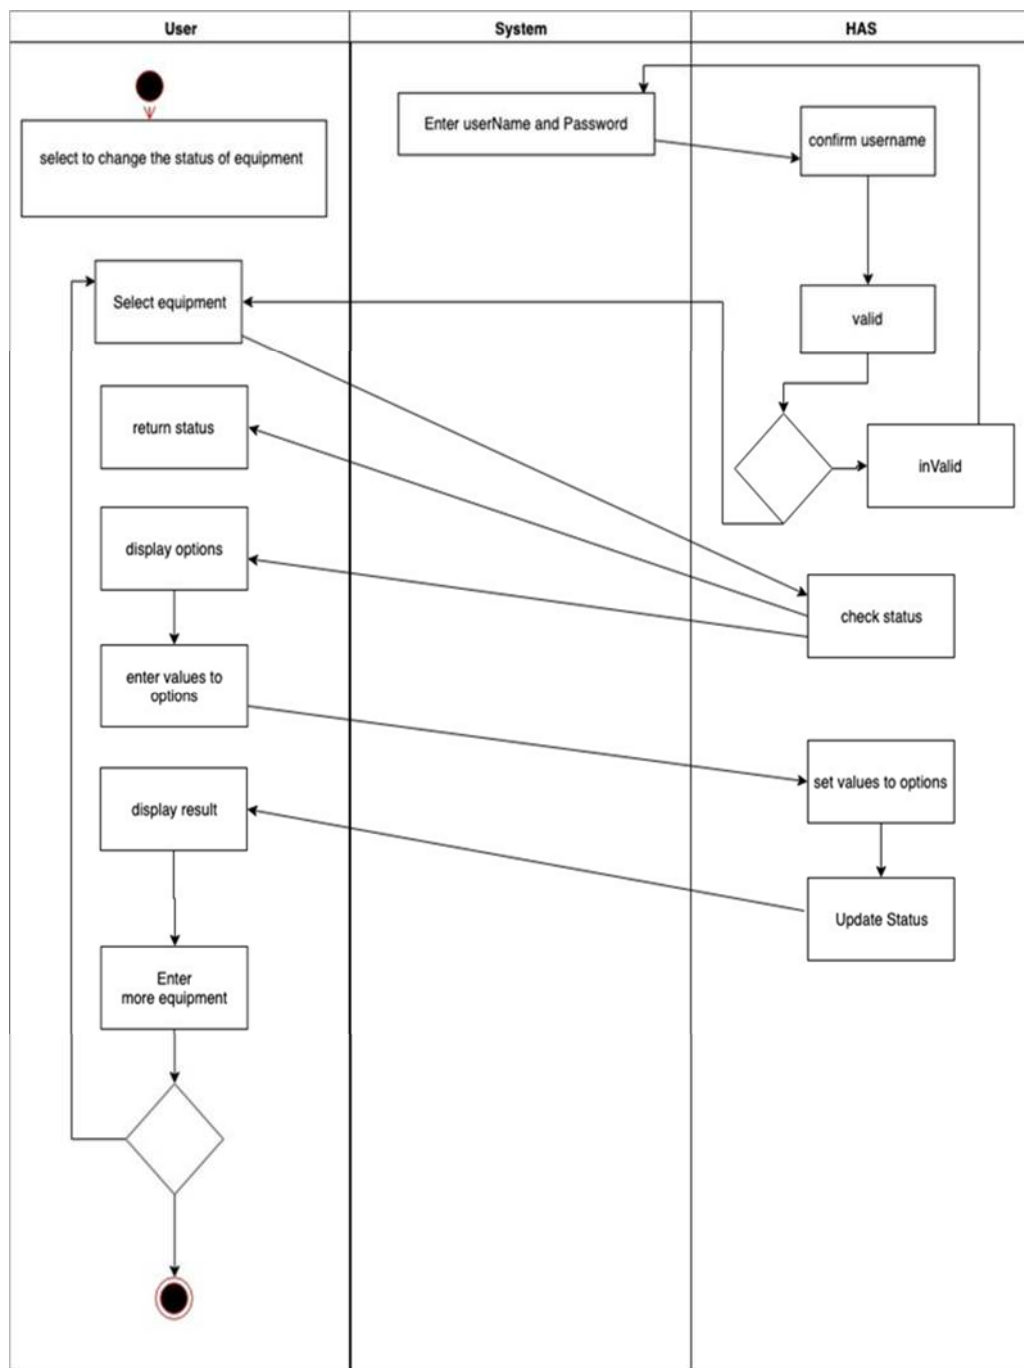 User
System
HAS
Enter userName and Password
confirm username
select to change the status of equipment
Select equipment
valid
return status
inValid
display options
check status
enter values to
options
set values to options
display result
Update Status
Enter
more equipment